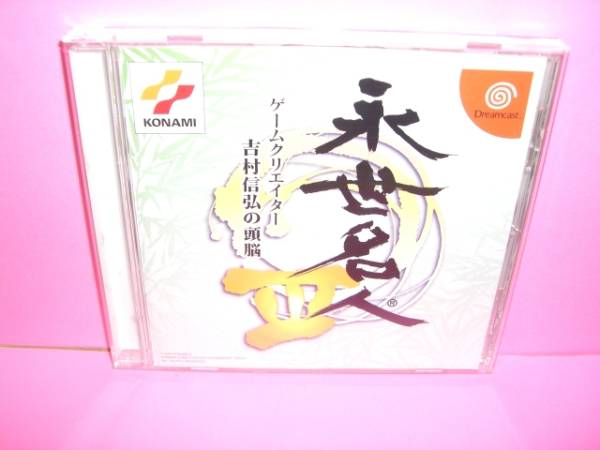 永世名人®
III
ゲームクリエイター
吉村信弘の頭脳
KONAMI
Dreamcast